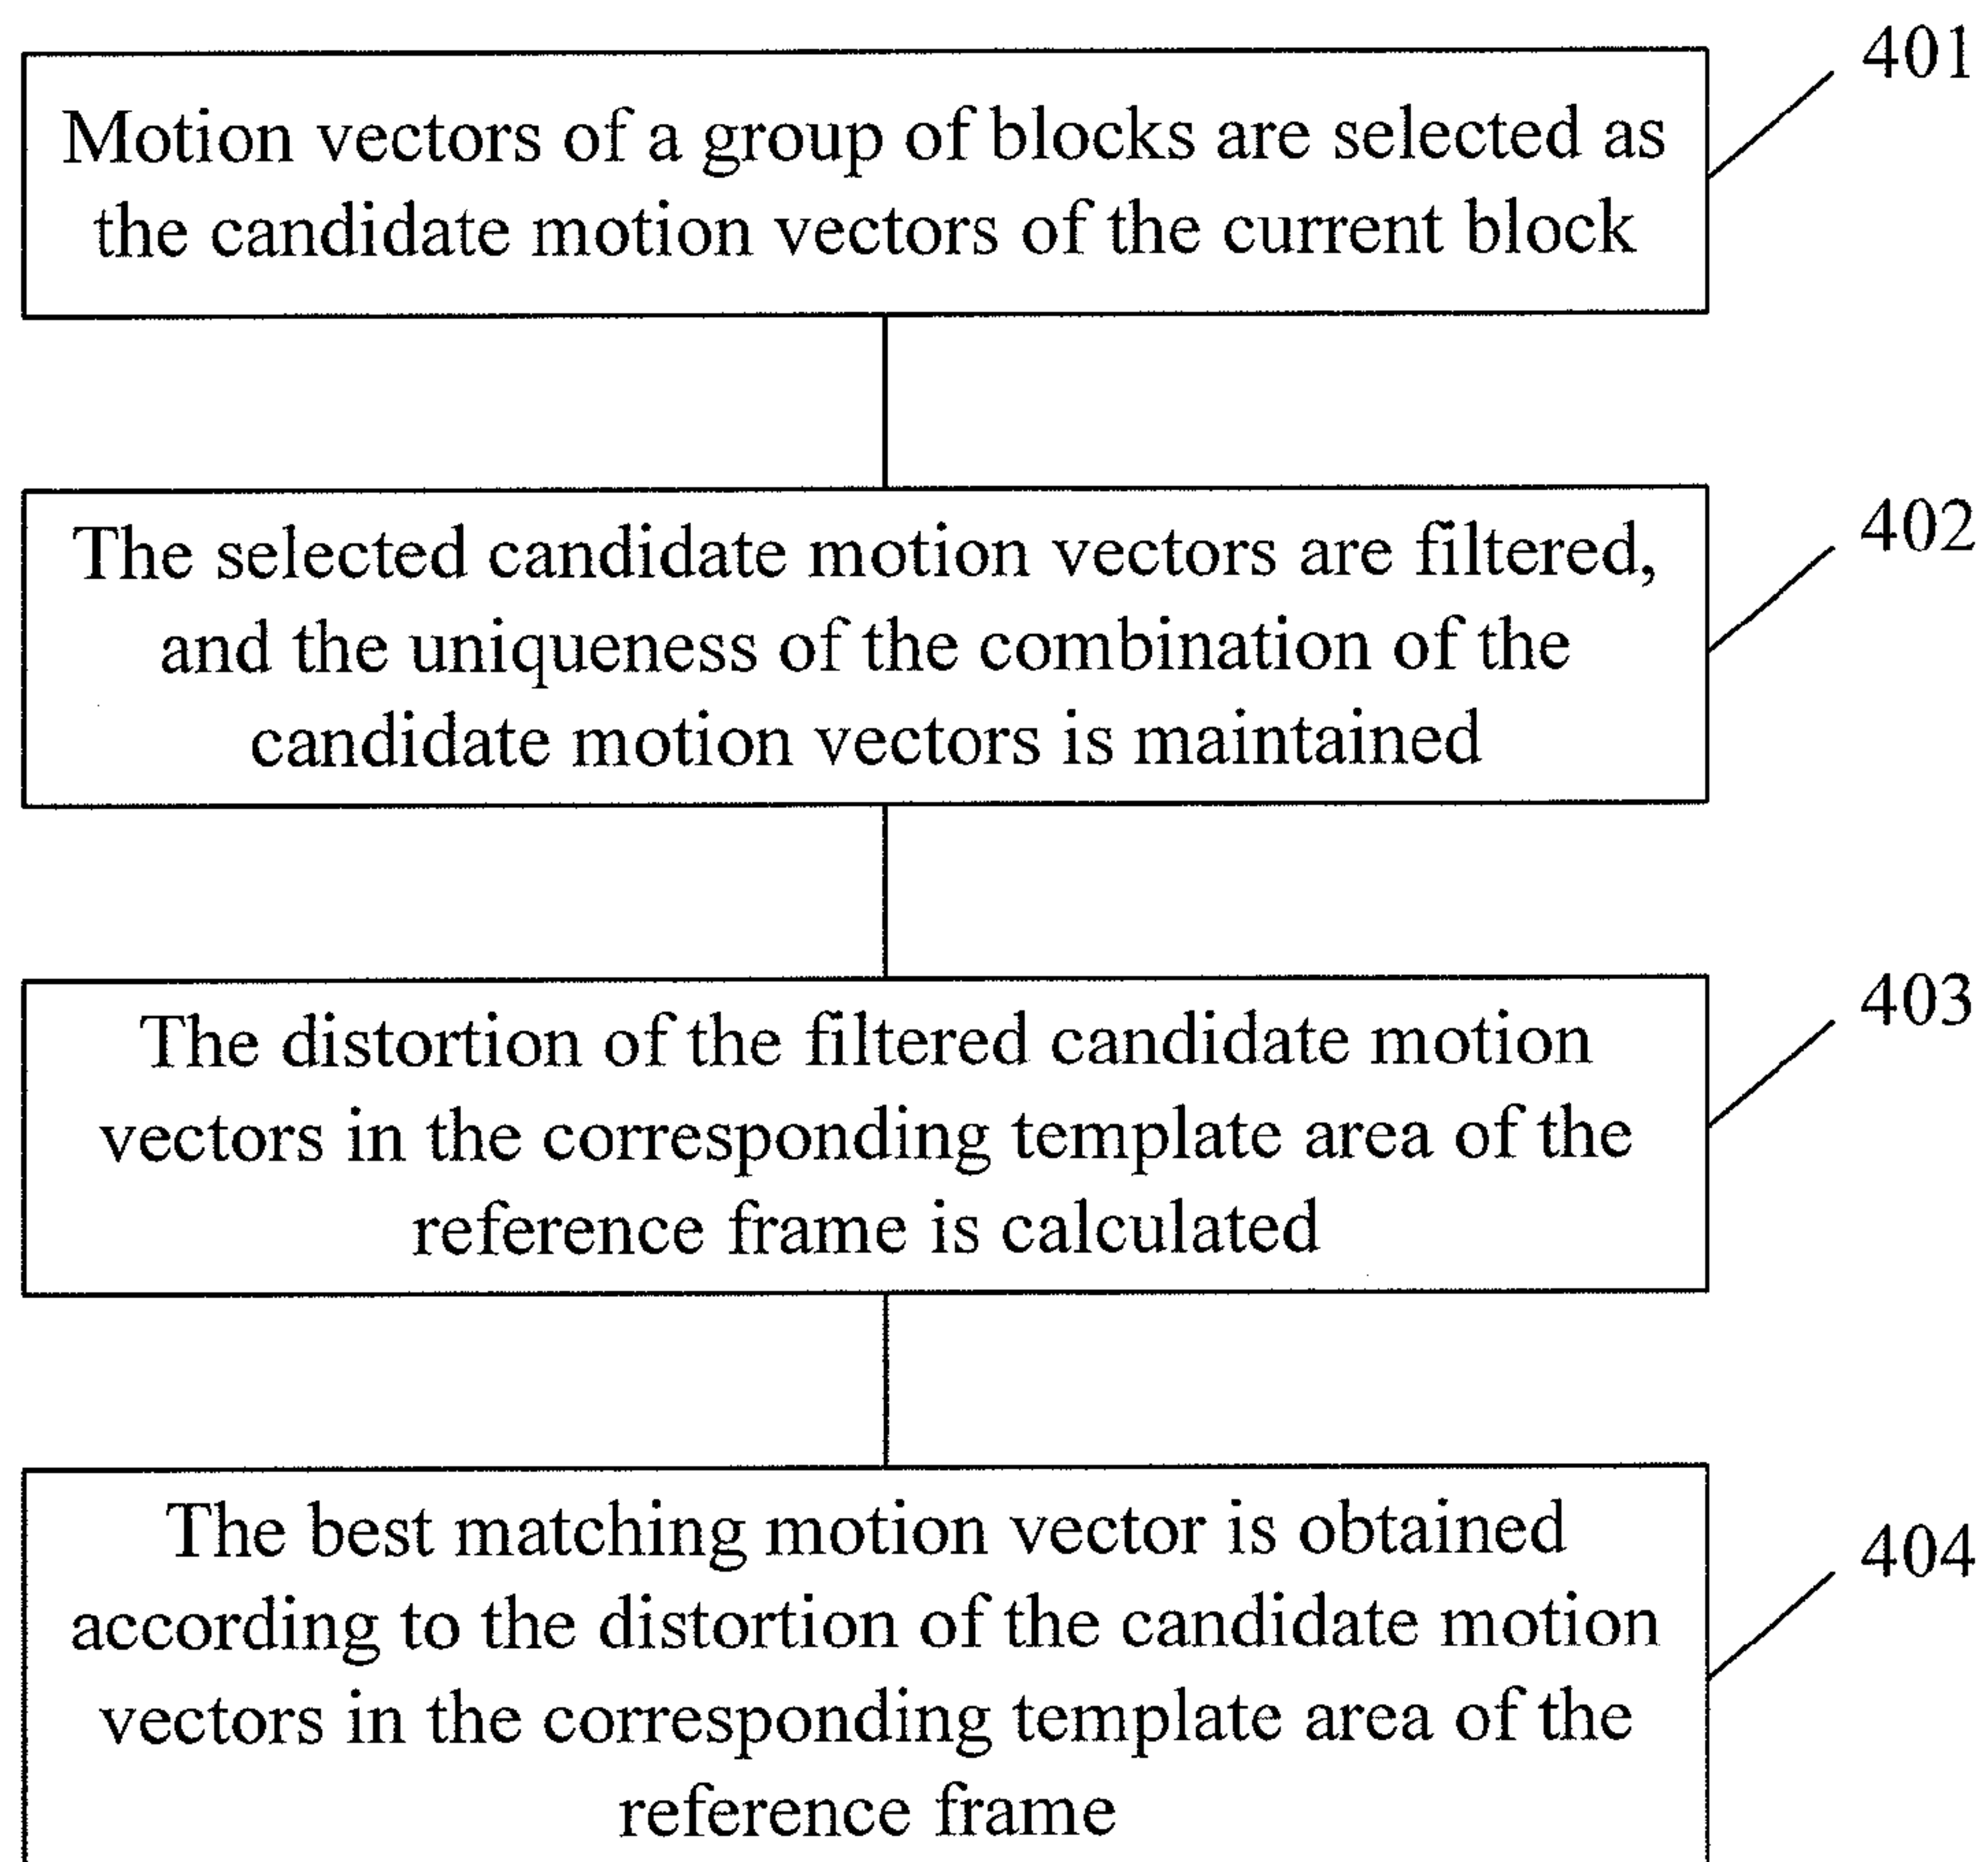 401
Motion vectors of a group of blocks are selected as
the candidate motion vectors of the current block
402
The selected candidate motion vectors are filtered,
and the uniqueness of the combination of the
candidate motion vectors is maintained
403
The distortion of the filtered candidate motion
vectors in the corresponding template area of the
reference frame is calculated
404
The best matching motion vector is obtained
according to the distortion of the candidate motion
vectors in the corresponding template area of the
reference frame